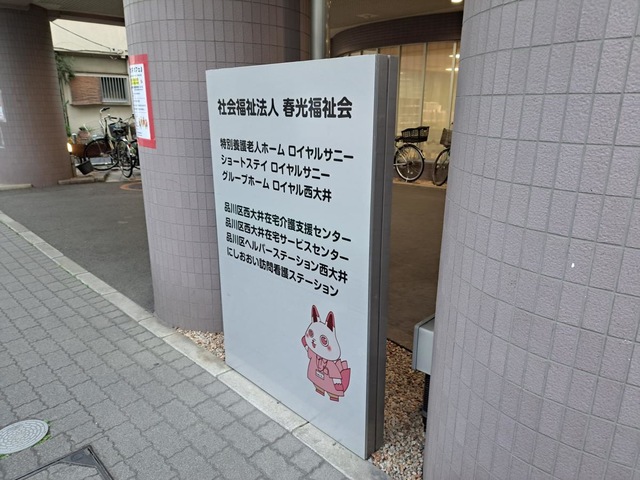 社会福祉法人 春光福祉会
特別養護老人ホーム ロイヤルサニー
ショートステイ ロイヤルサニー
グループホーム ロイヤル西大井
品川区西大井在宅介護支援センター
品川区西大井在宅サービスセンター
品川区ヘルパーステーション西大井
にしおおい訪問看護ステーション